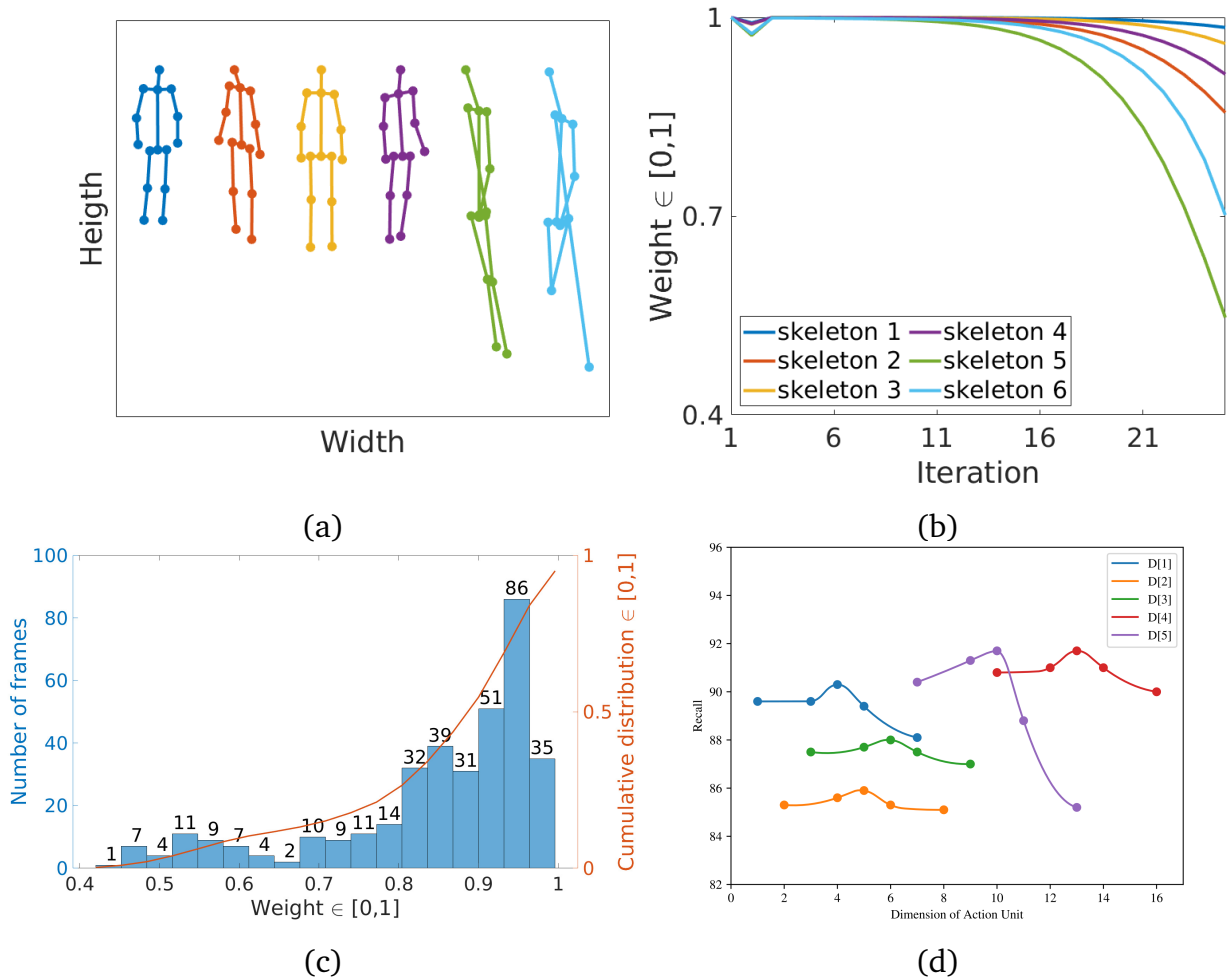 Heigth
Width
(a)
1
0.7
0.4
Weight ∈ [0,1]
skeleton 1
skeleton 4
skeleton 2
skeleton 5
skeleton 3
skeleton 6
1 6 11 16 21
Iteration
(b)
100
80
60
40
20
0
Number of frames
1 7 4 11 9 7 4 2 10 9 11 14 32 39 31 51 86 35
1
0.5
0
Cumulative distribution ∈ [0,1]
0.4 0.5 0.6 0.7 0.8 0.9 1
Weight ∈ [0,1]
(c)
96
94
92
90
88
86
84
82
Recall
D[1]
D[2]
D[3]
D[4]
D[5]
0 2 4 6 8 10 12 14 16
Dimension of Action Unit
(d)